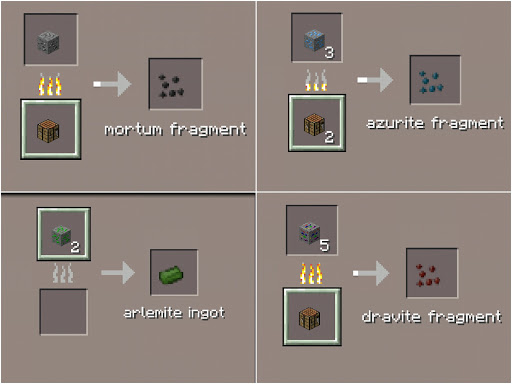 mortum fragment
3
2
azurite fragment
2
arlemite ingot
5
dravite fragment